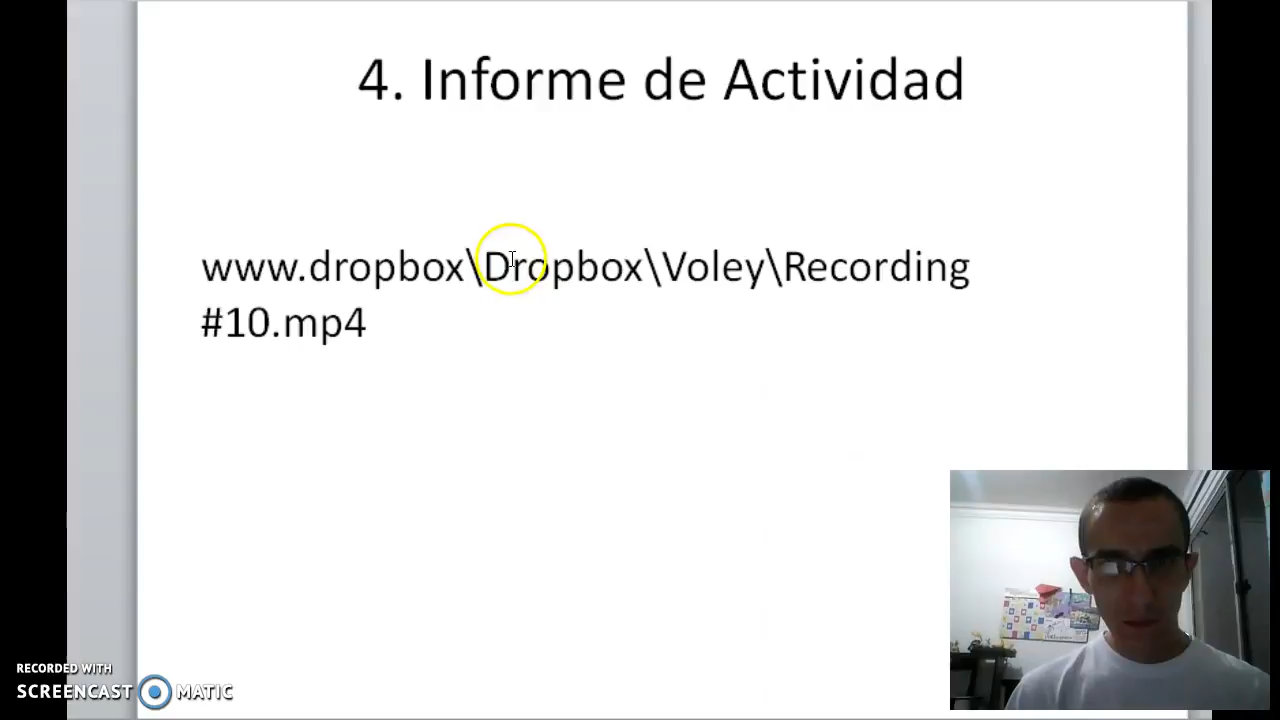 4. Informe de Actividad
www.dropbox\Dropbox\Voley\Recording
#10.mp4
RECORDED WITH
SCREENCAST MATIC